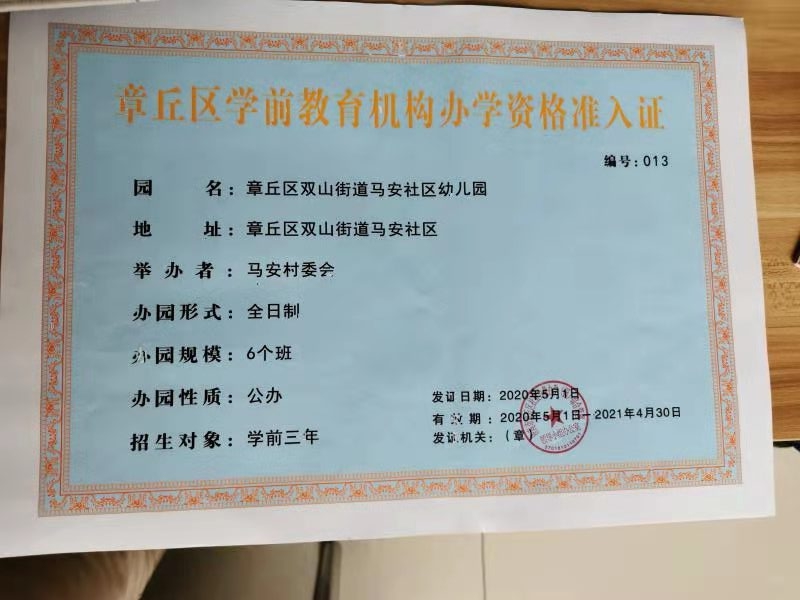 章丘区学前教育机构办学资格准入证
编号：013
园　　名：章丘区双山街道马安社区幼儿园
地　　址：章丘区双山街道马安社区
举 办 者：马安村委会
办园形式：全日制
办园规模：6个班
办园性质：公办
招生对象：学前三年
发证日期：2020年5月1日
有 效 期：2020年5月1日—2021年4月30日
发证机关：（章）